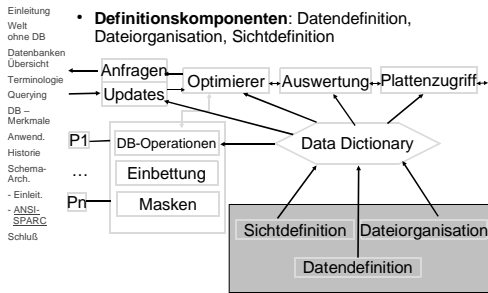 Einleitung
Welt
ohne DB
Datenbanken
Übersicht
Terminologie
Querying
DB –
Merkmale
Anwend.
Historie
Schema-
Arch.
- Einleit.
- ANSI-
SPARC
Schluß
• Definitionskomponenten: Datendefinition,
Dateiorganisation, Sichtdefinition
Anfragen
Updates
Optimierer
Auswertung
Plattenzugriff
P1
DB-Operationen
Data Dictionary
…
Einbettung
Pn
Masken
Sichtdefinition
Dateiorganisation
Datendefinition